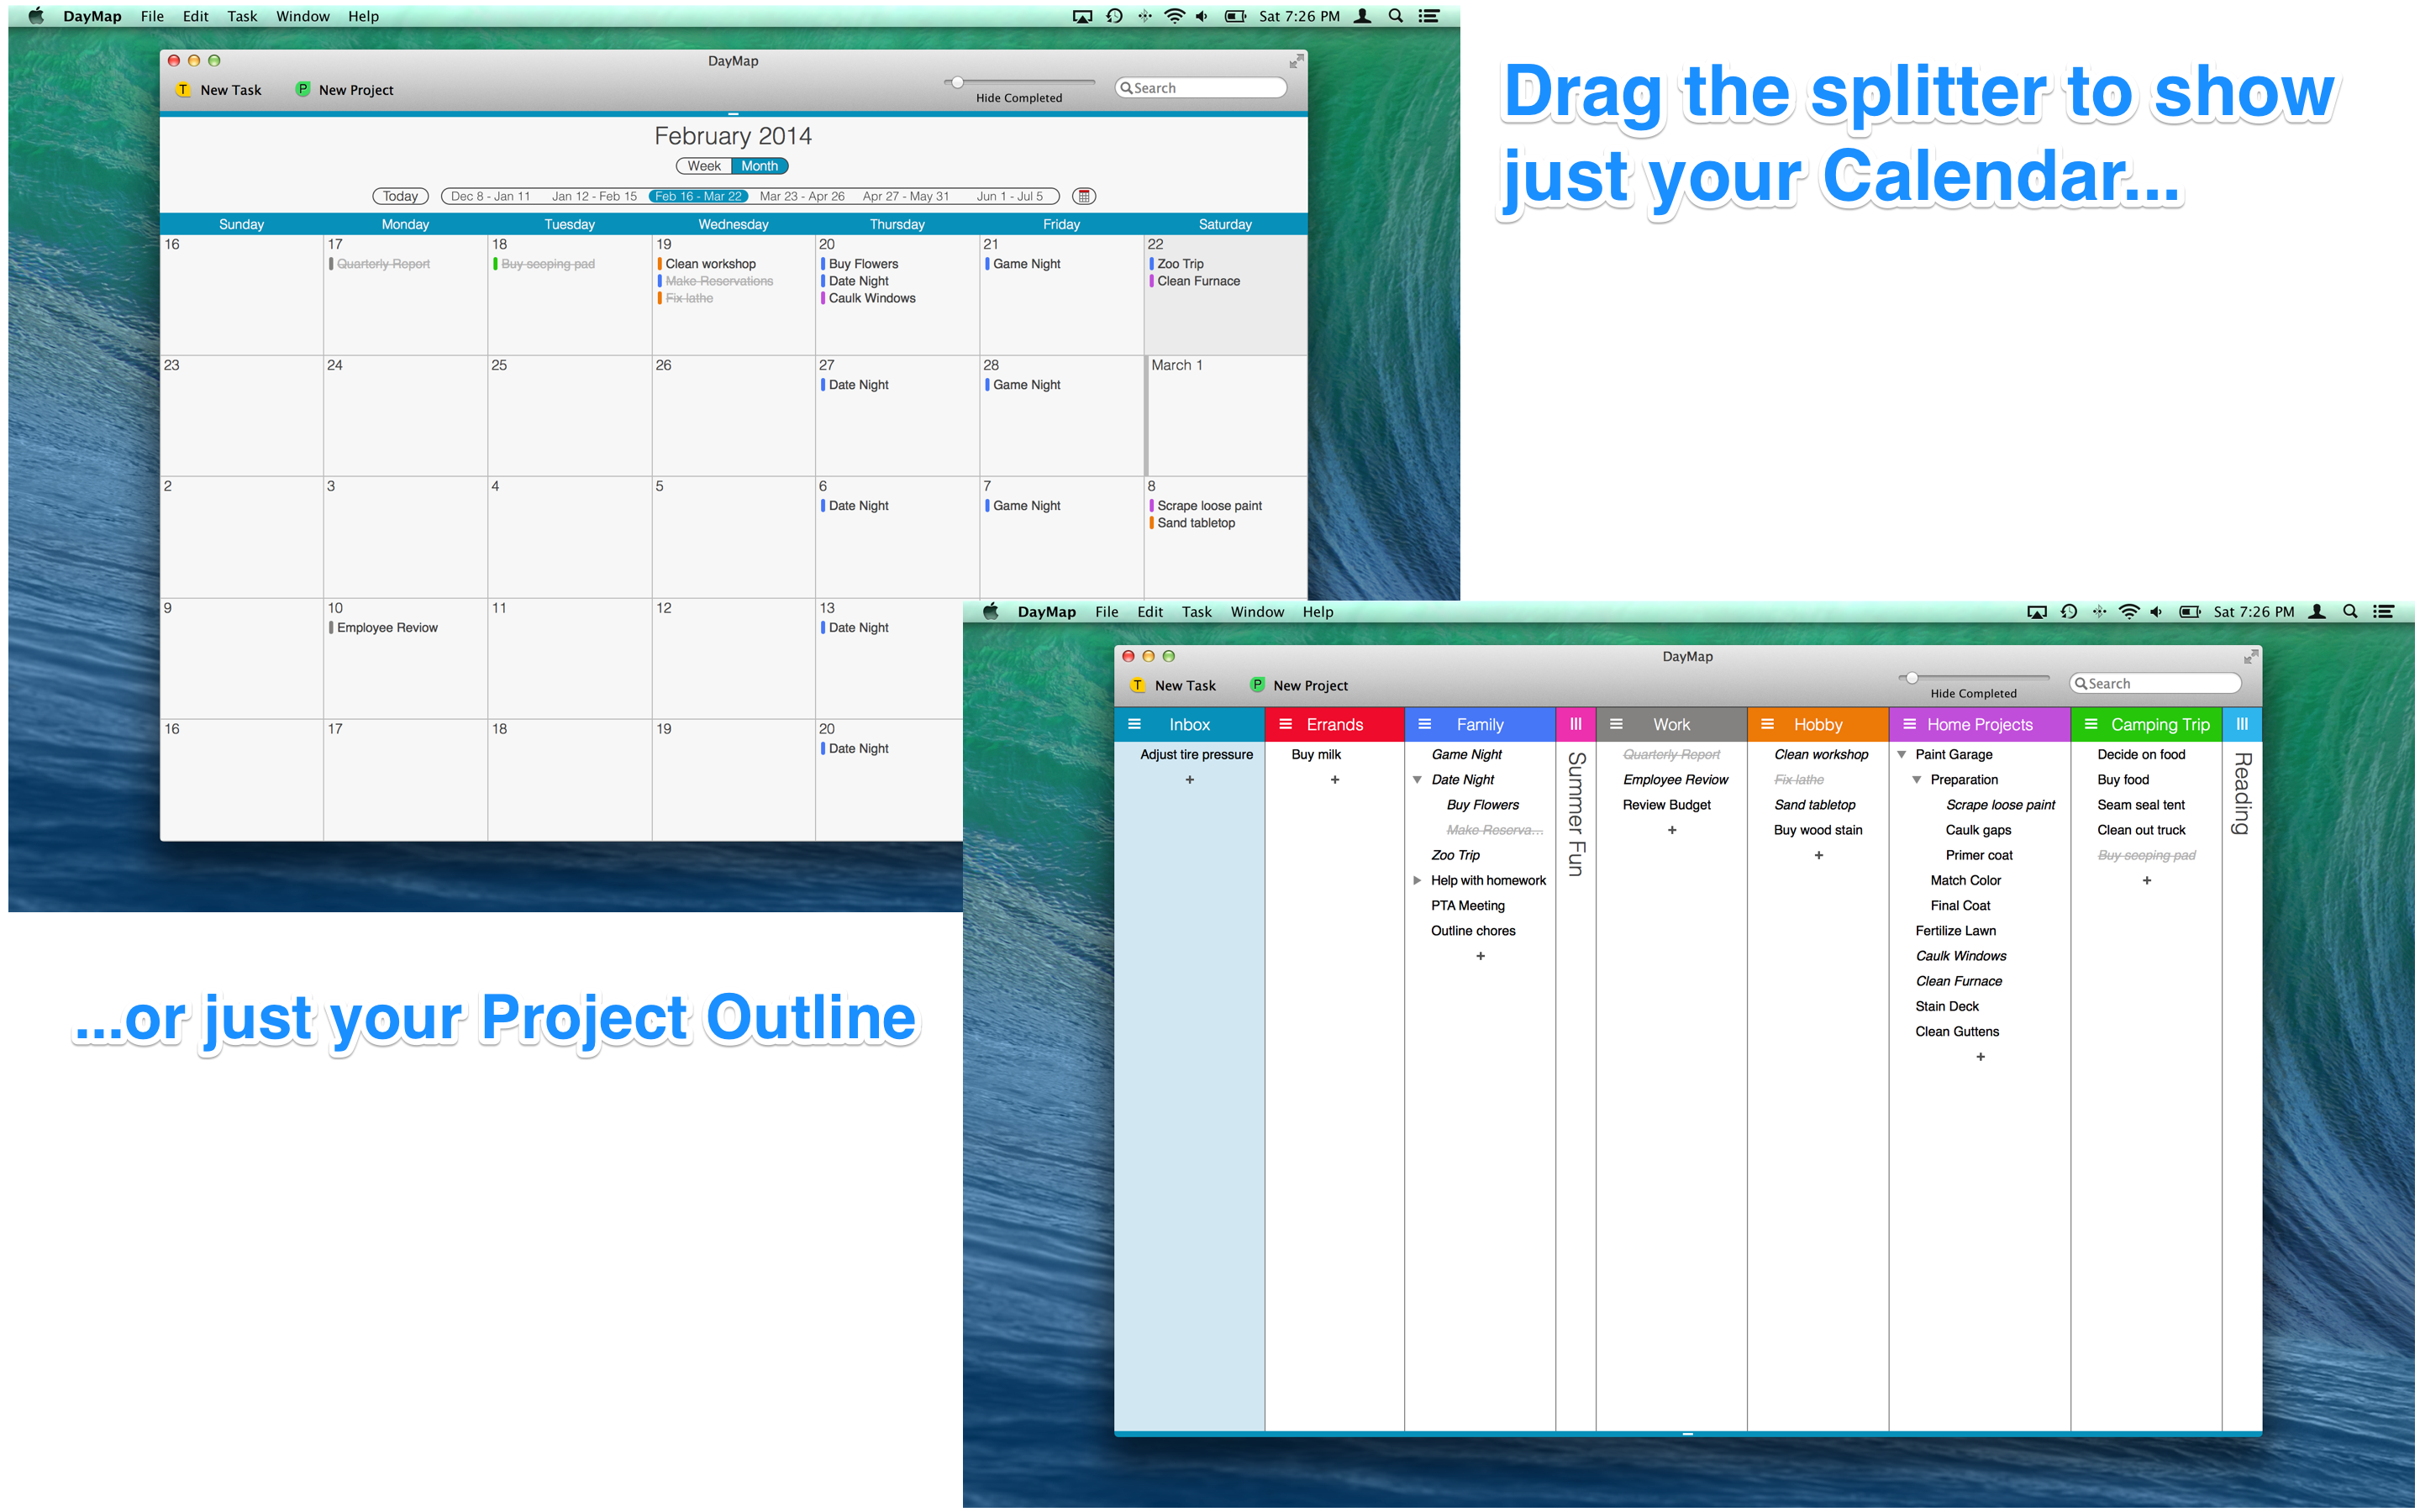 DayMap File Edit Task Window Help Sat 7:26 PM
DayMap
T New Task P New Project Hide Completed Search
February 2014
Week Month
Today Dec 8 - Jan 11 Jan 12 - Feb 15 Feb 16 - Mar 22 Mar 23 - Apr 26 Apr 27 - May 31 Jun 1 - Jul 5
Sunday Monday Tuesday Wednesday Thursday Friday Saturday
16 17 18 19 20 21 22
Quarterly Report Buy seeping pad Clean workshop Buy Flowers Game Night Zoo Trip
Make Reservations Date Night Clean Furnace
Fix lathe Caulk Windows
23 24 25 26 27 28 March 1
Date Night Game Night
2 3 4 5 6 7 8
Date Night Game Night Scrape loose paint
Sand tabletop
9 10 11 12 13
Employee Reviow Date Night
16 17 18 19 20
Date Night
Drag the splitter to show
just your Calendar...
...or just your Project Outline
DayMap File Edit Task Window Help Sat 7:26 PM
DayMap
T New Task P New Project Hide Completed Search
Inbox Errands Family Work Hobby Home Projects Camping Trip
Summer Fun
Reading
Adjust tire pressure Buy milk Game Night Quarterly Report Clean workshop Paint Garage Decide on food
+ + Date Night Employee Reviow Fix lathe Preparation Buy food
Buy Flowers Review Budget Sand tabletop Scrape loose paint Seam seal tent
Make Reserva... + Buy wood stain Caulk gaps Clean out truck
Zoo Trip + Primer coat Buy seeping pad
Help with homework Match Color +
PTA Meeting Final Coat
Outline chores Fertilize Lawn
+ Caulk Windows
Clean Furnace
Stain Deck
Clean Guttens
+